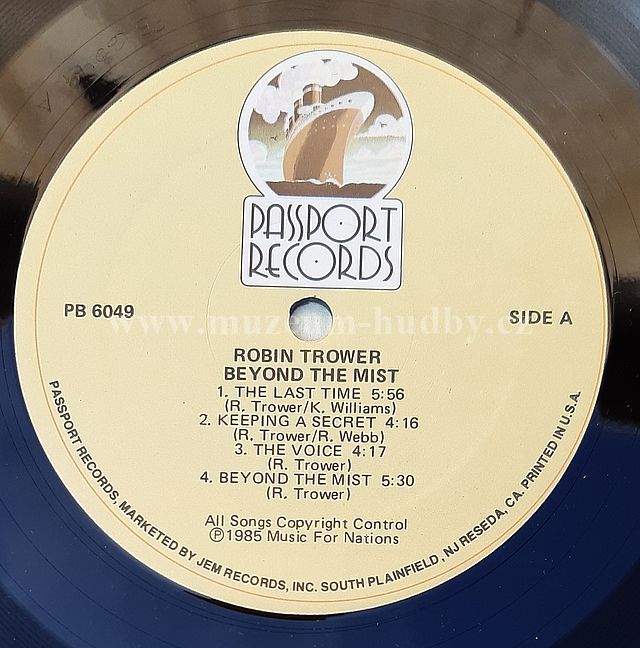 PASSPORT
RECORDS
PB 6049
SIDE A
www.muzeum-hudby.cz
ROBIN TROWER
BEYOND THE MIST
1. THE LAST TIME 5:56
(R. Trower/K. Williams)
2. KEEPING A SECRET 4:16
(R. Trower/R. Webb)
3. THE VOICE 4:17
(R. Trower)
4. BEYOND THE MIST 5:30
(R. Trower)
All Songs Copyright Control
Ⓟ1985 Music For Nations
PASSPORT RECORDS, MARKETED BY JEM RECORDS, INC. SOUTH PLAINFIELD, NJ RESEDA, CA. PRINTED IN U.S.A.